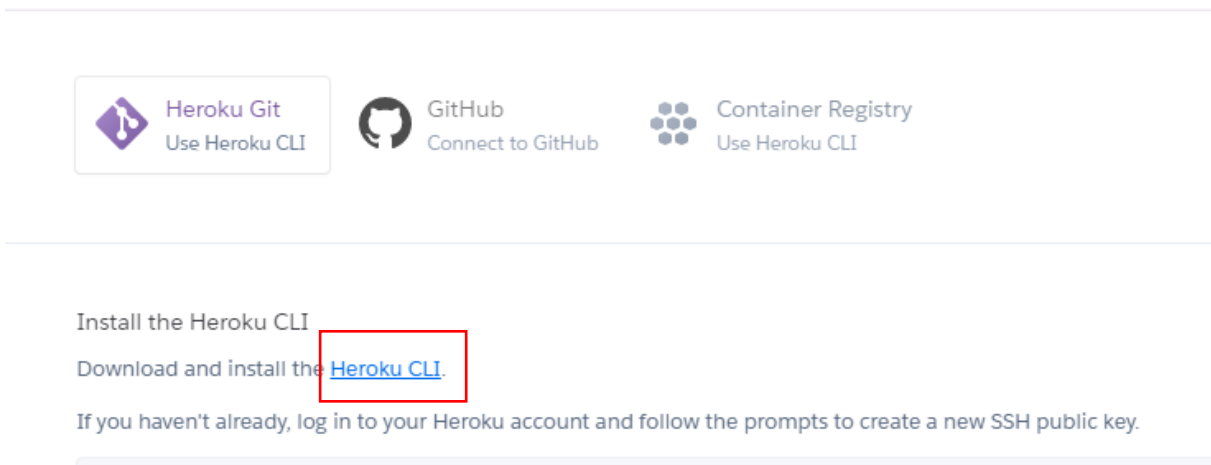 Heroku Git
Use Heroku CLI
GitHub
Connect to GitHub
Container Registry
Use Heroku CLI
Install the Heroku CLI
Download and install the Heroku CLI.
If you haven't already, log in to your Heroku account and follow the prompts to create a new SSH public key.